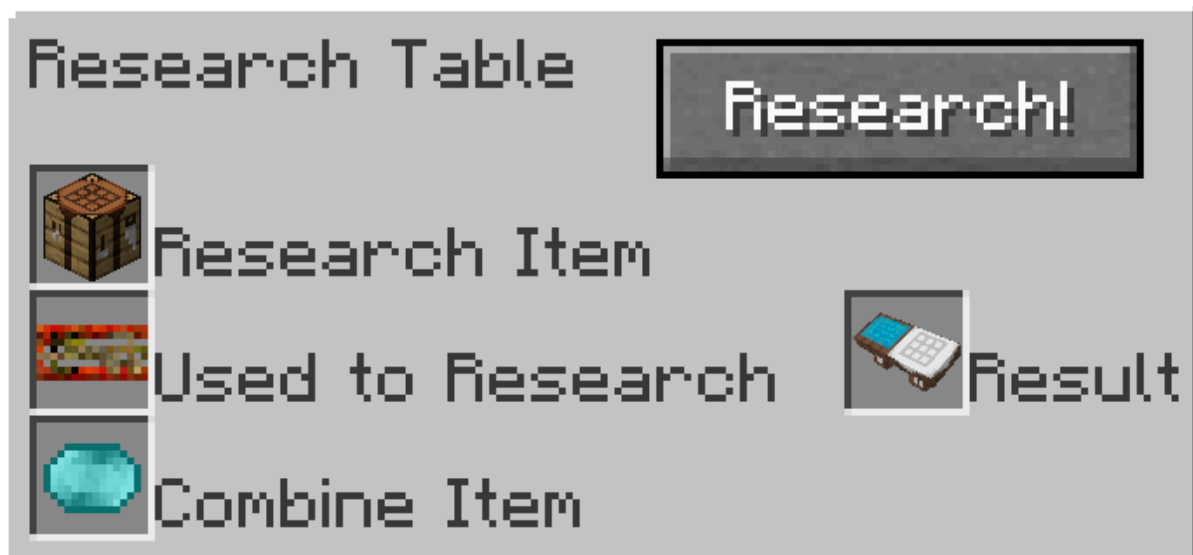 Research Table
Research!
Research Item
Used to Research
Result
Combine Item